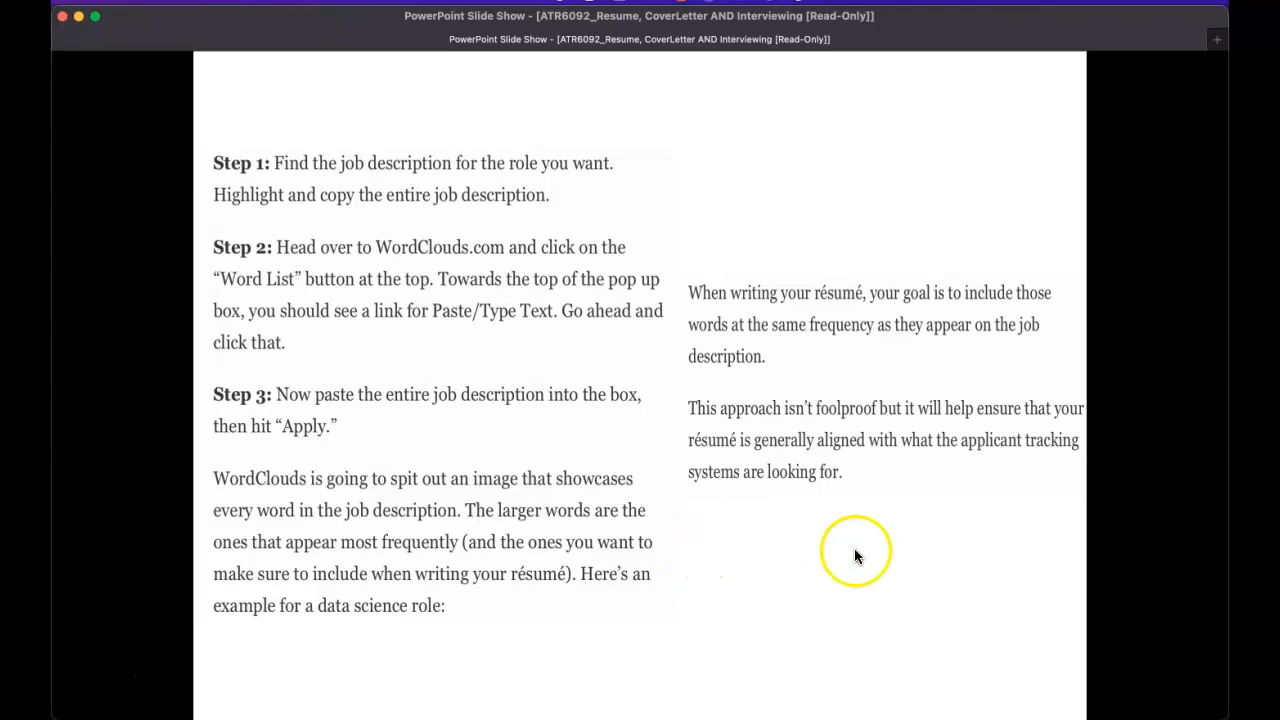 PowerPoint Slide Show - [ATR6092_Resume, CoverLetter AND Interviewing [Read-Only]]
PowerPoint Slide Show - [ATR6092_Resume, CoverLetter AND Interviewing [Read-Only]]
Step 1: Find the job description for the role you want.
Highlight and copy the entire job description.
Step 2: Head over to WordClouds.com and click on the
“Word List” button at the top. Towards the top of the pop up
box, you should see a link for Paste/Type Text. Go ahead and
click that.
Step 3: Now paste the entire job description into the box,
then hit “Apply.”
WordClouds is going to spit out an image that showcases
every word in the job description. The larger words are the
ones that appear most frequently (and the ones you want to
make sure to include when writing your résumé). Here’s an
example for a data science role:
When writing your résumé, your goal is to include those
words at the same frequency as they appear on the job
description.
This approach isn’t foolproof but it will help ensure that your
résumé is generally aligned with what the applicant tracking
systems are looking for.